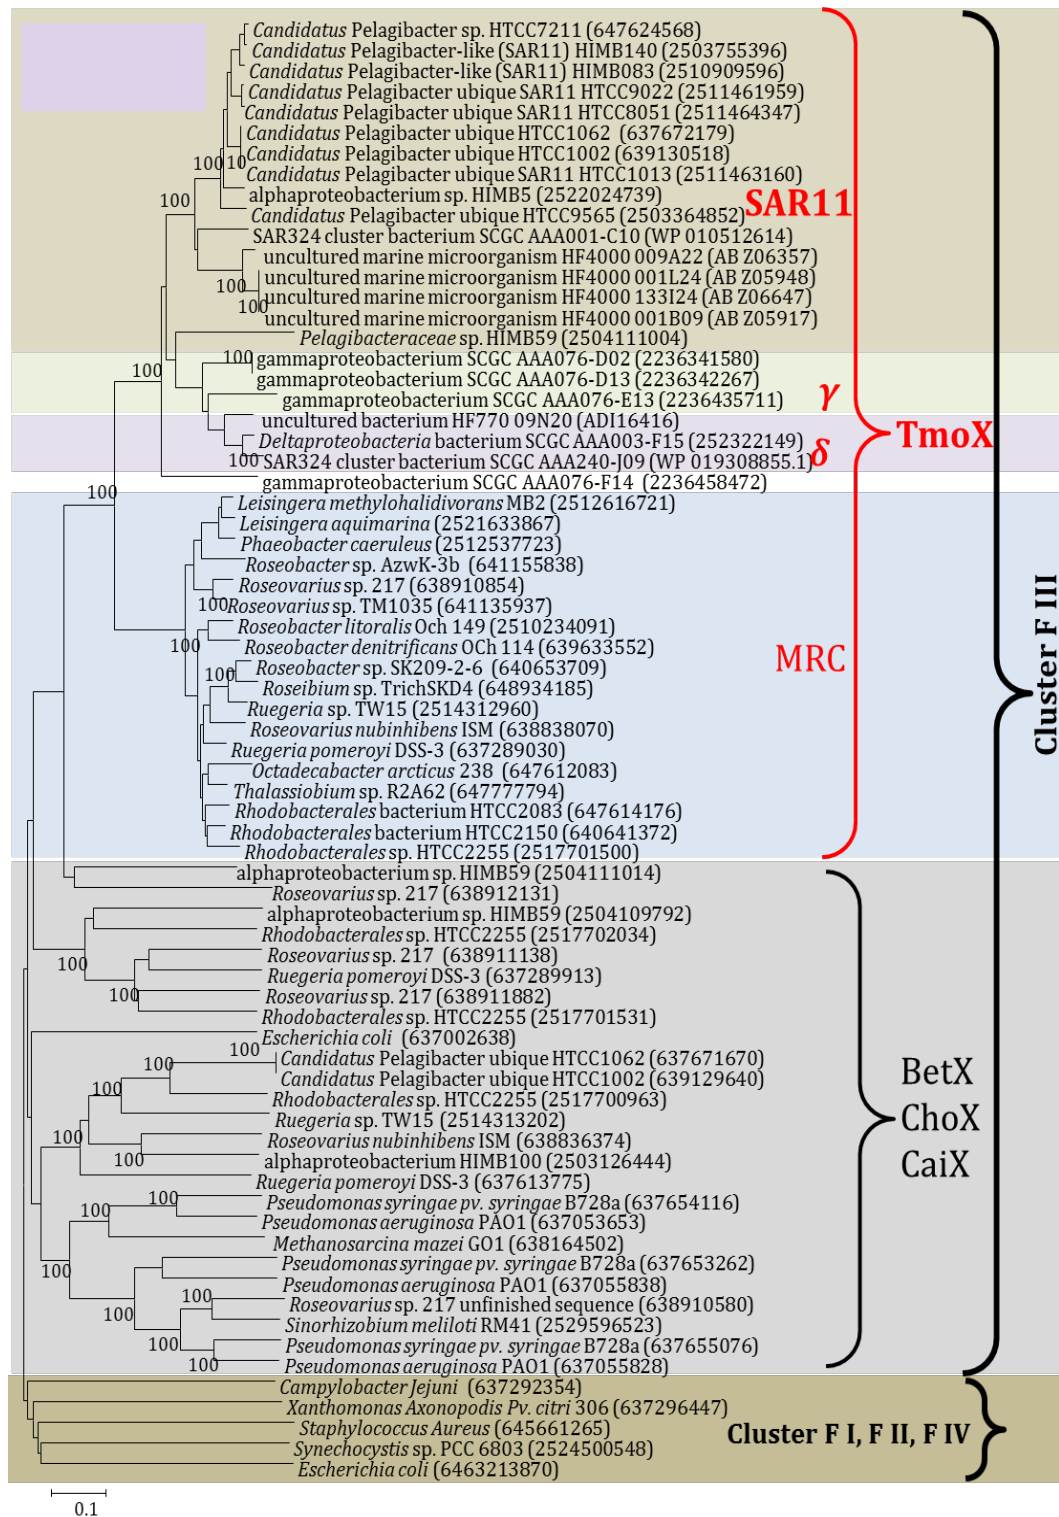 Candidatus Pelagibacter sp. HTCC7211 (647624568)
Candidatus Pelagibacter-like (SAR11) HIMB140 (2503755396)
Candidatus Pelagibacter-like (SAR11) HIMB083 (2510909596)
Candidatus Pelagibacter ubique SAR11 HTCC9022 (2511461959)
Candidatus Pelagibacter ubique SAR11 HTCC8051 (2511464347)
Candidatus Pelagibacter ubique HTCC1062 (637672179)
100 10 Candidatus Pelagibacter ubique HTCC1002 (639130518)
Candidatus Pelagibacter ubique SAR11 HTCC1013 (2511463160)
100 alphaproteobacterium sp. HIMB5 (2522024739)
SAR11
Candidatus Pelagibacter ubique HTCC9565 (2503364852)
SAR324 cluster bacterium SCGC AAA001-C10 (WP 010512614)
uncultured marine microorganism HF4000 009A22 (AB Z06357)
100 uncultured marine microorganism HF4000 001L24 (AB Z05948)
100 uncultured marine microorganism HF4000 133I24 (AB Z06647)
uncultured marine microorganism HF4000 001B09 (AB Z05917)
Pelagibacteraceae sp. HIMB59 (2504111004)
100 gammaproteobacterium SCGC AAA076-D02 (2236341580)
100 gammaproteobacterium SCGC AAA076-D13 (2236342267)
gammaproteobacterium SCGC AAA076-E13 (2236435711)
γ
uncultured bacterium HF770 09N20 (ADI16416)
TmoX
Deltaproteobacteria bacterium SCGC AAA003-F15 (252322149)
100 SAR324 cluster bacterium SCGC AAA240-J09 (WP 019308855.1)
δ
gammaproteobacterium SCGC AAA076-F14 (2236458472)
100
Leisingera methylohalidivorans MB2 (2512616721)
Leisingera aquimarina (2521633867)
Phaeobacter caeruleus (2512537723)
Roseobacter sp. AzwK-3b (641155838)
Roseovarius sp. 217 (638910854)
100 Roseovarius sp. TM1035 (641135937)
Roseobacter litoralis Och 149 (2510234091)
100 Roseobacter denitrificans OCh 114 (639633552)
MRC
Cluster F III
100 Roseobacter sp. SK209-2-6 (640653709)
Roseibium sp. TrichSKD4 (648934185)
Ruegeria sp. TW15 (2514312960)
Roseovarius nubinhibens ISM (638838070)
Ruegeria pomeroyi DSS-3 (637289030)
Octadecabacter arcticus 238 (647612083)
Thalassiobium sp. R2A62 (647777794)
Rhodobacterales bacterium HTCC2083 (647614176)
Rhodobacterales bacterium HTCC2150 (640641372)
Rhodobacterales sp. HTCC2255 (2517701500)
alphaproteobacterium sp. HIMB59 (2504111014)
Roseovarius sp. 217 (638912131)
alphaproteobacterium sp. HIMB59 (2504109792)
Rhodobacterales sp. HTCC2255 (2517702034)
100 Roseovarius sp. 217 (638911138)
Ruegeria pomeroyi DSS-3 (637289913)
100 Roseovarius sp. 217 (638911882)
Rhodobacterales sp. HTCC2255 (2517701531)
Escherichia coli (637002638)
100
100 Candidatus Pelagibacter ubique HTCC1062 (637671670)
Candidatus Pelagibacter ubique HTCC1002 (639129640)
100 Rhodobacterales sp. HTCC2255 (2517700963)
Ruegeria sp. TW15 (2514313202)
100 Roseovarius nubinhibens ISM (638836374)
100 alphaproteobacterium HIMB100 (2503126444)
Ruegeria pomeroyi DSS-3 (637613775)
BetX
ChoX
CaiX
100 Pseudomonas syringae pv. syringae B728a (637654116)
100 Pseudomonas aeruginosa PAO1 (637053653)
Methanosarcina mazei GO1 (638164502)
100 Pseudomonas syringae pv. syringae B728a (637653262)
Pseudomonas aeruginosa PAO1 (637055838)
Roseovarius sp. 217 unfinished sequence (638910580)
100 Sinorhizobium meliloti RM41 (2529596523)
100 Pseudomonas syringae pv. syringae B728a (637655076)
100 Pseudomonas aeruginosa PAO1 (637055828)
Campylobacter Jejuni (637292354)
Xanthomonas Axonopodis Pv. citri 306 (637296447)
Staphylococcus Aureus (645661265)
Cluster F I, F II, F IV
Synechocystis sp. PCC 6803 (2524500548)
Escherichia coli (6463213870)
0.1